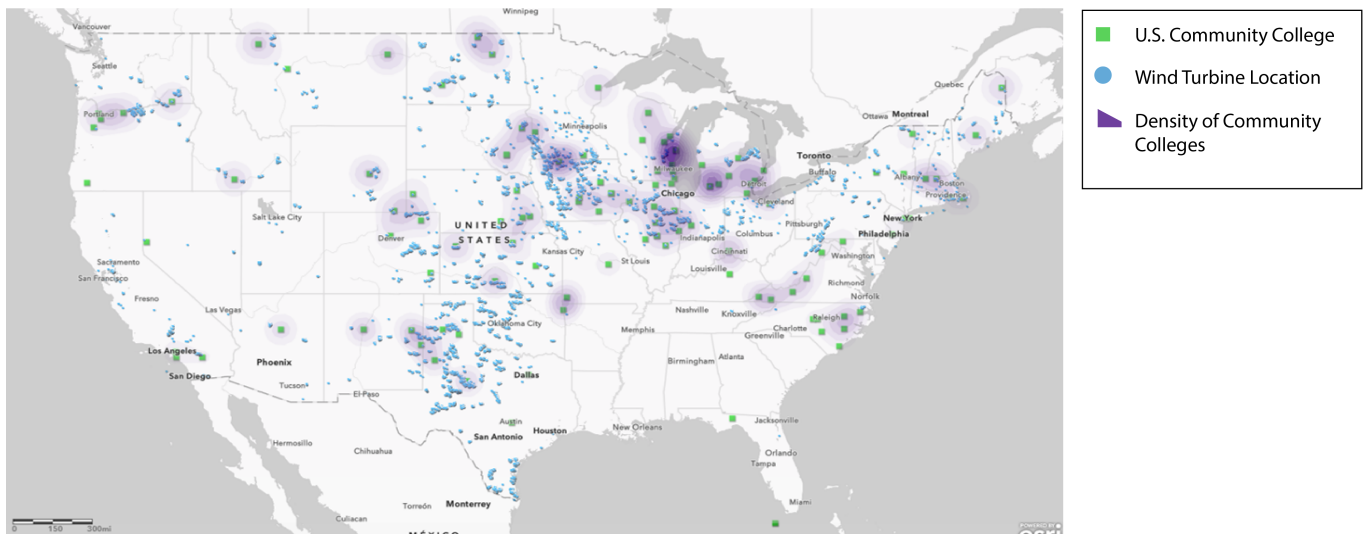 Winnipeg
Vancouver
Seattle
Quebec
Ottawa Montreal
Portland
Minneapolis
Toronto
Buffalo
Albany
Boston
Providence
Milwaukee
Detroit
Chicago
Cleveland
Salt Lake City
UNITED
STATES
New York
Pittsburgh
Philadelphia
Denver
Indianapolis
Columbus
Sacramento
Kansas City
Cincinnati
Washington
San Francisco
St Louis
Louisville
Richmond
Fresno
Norfolk
Las Vegas
Nashville
Knoxville
Raleigh
Oklahoma City
Memphis
Charlotte
Greenville
Los Angeles
Phoenix
Birmingham
Atlanta
San Diego
Dallas
Tucson
El Paso
Austin
Jacksonville
San Antonio
Houston
New Orleans
Hermosillo
Chihuahua
Orlando
Tampa
Torreón
Monterrey
Miami
Culiacan
MÉXICO
0 150 300mi
POWERED BY
esri
U.S. Community College
Wind Turbine Location
Density of Community
Colleges